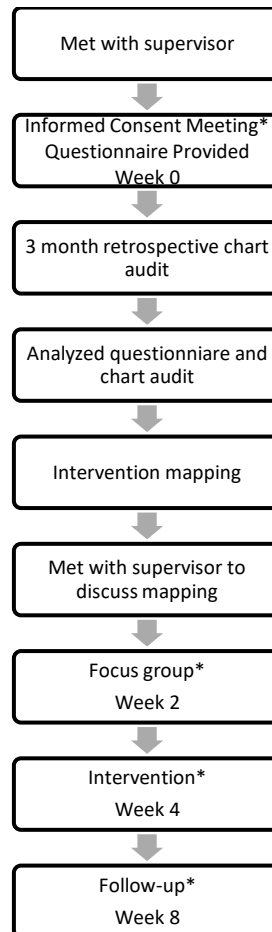 Met with supervisor
Informed Consent Meeting*
Questionnaire Provided
Week 0
3 month retrospective chart
audit
Analyzed questionniare and
chart audit
Intervention mapping
Met with supervisor to
discuss mapping
Focus group*
Week 2
Intervention*
Week 4
Follow-up*
Week 8